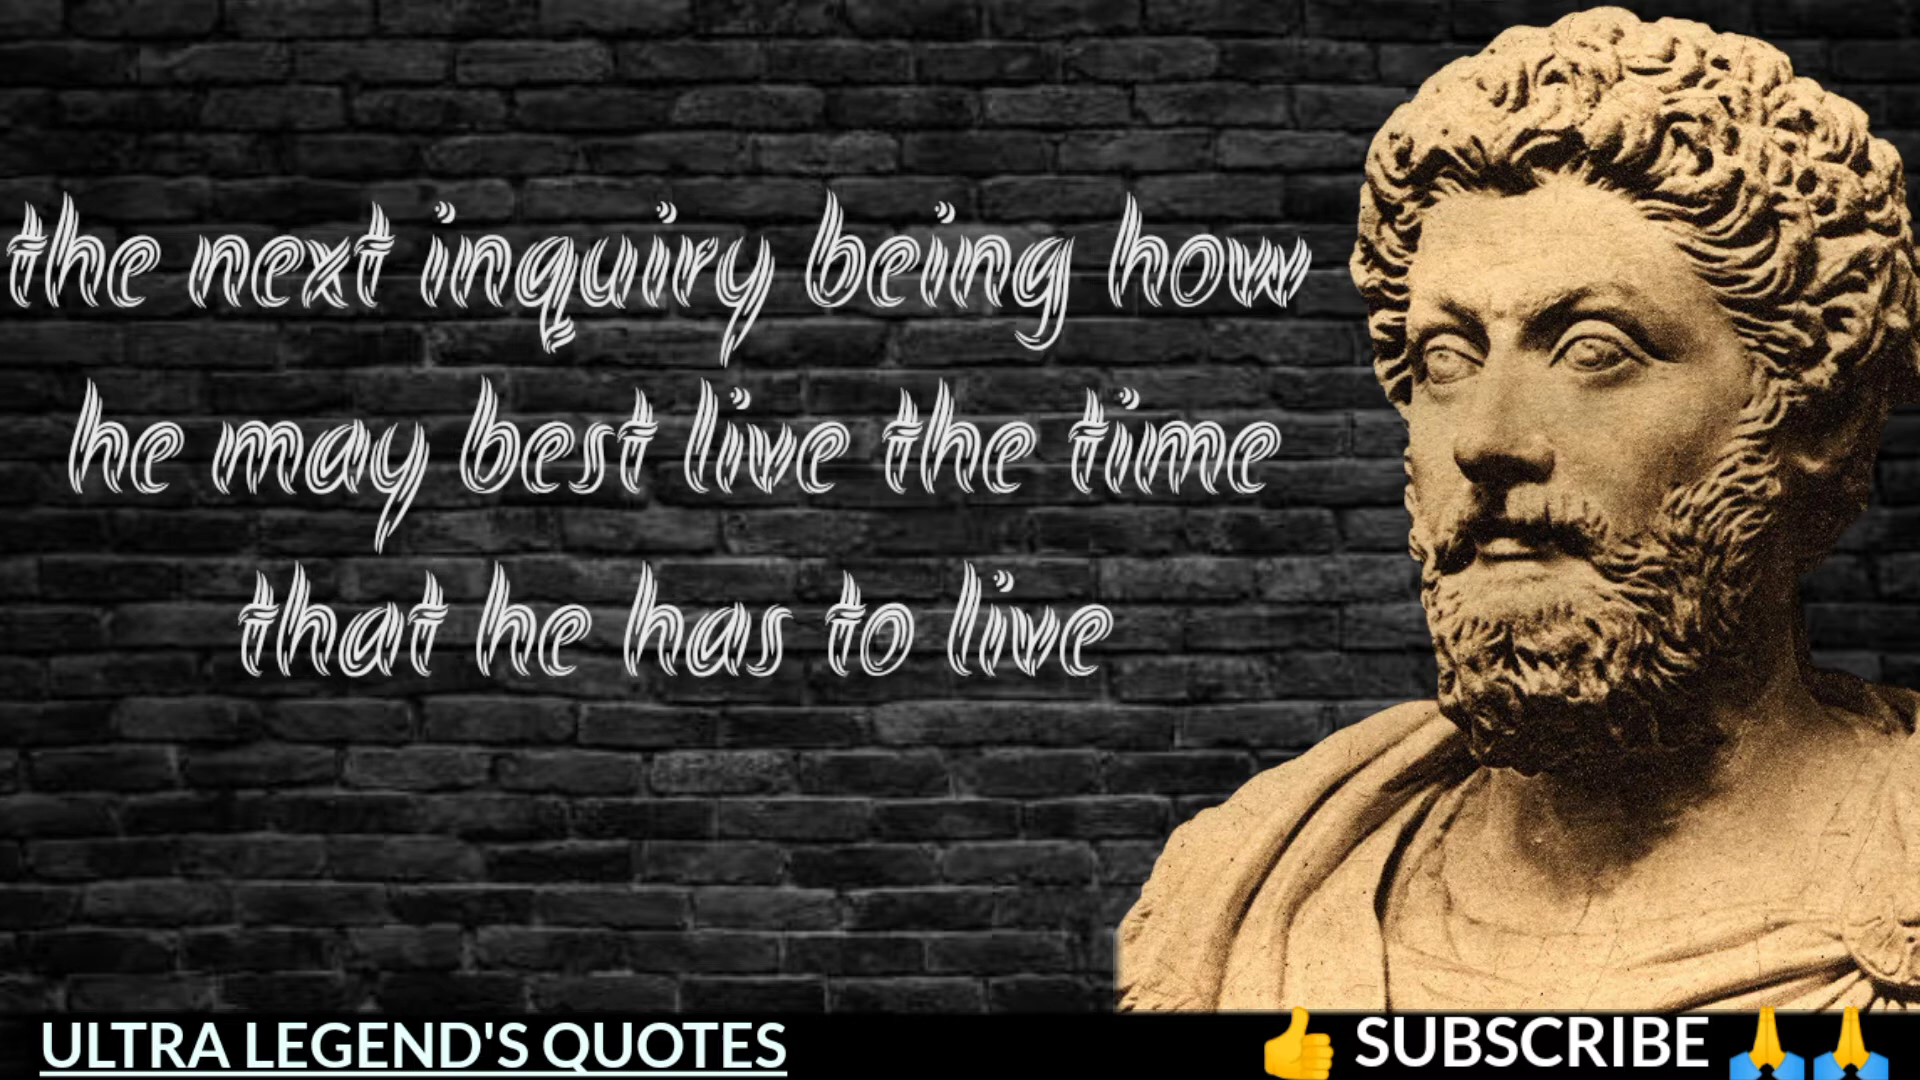 the next inquiry being how
he may best live the time
that he has to live
ULTRA LEGEND'S QUOTES
👍 SUBSCRIBE 🙏🙏